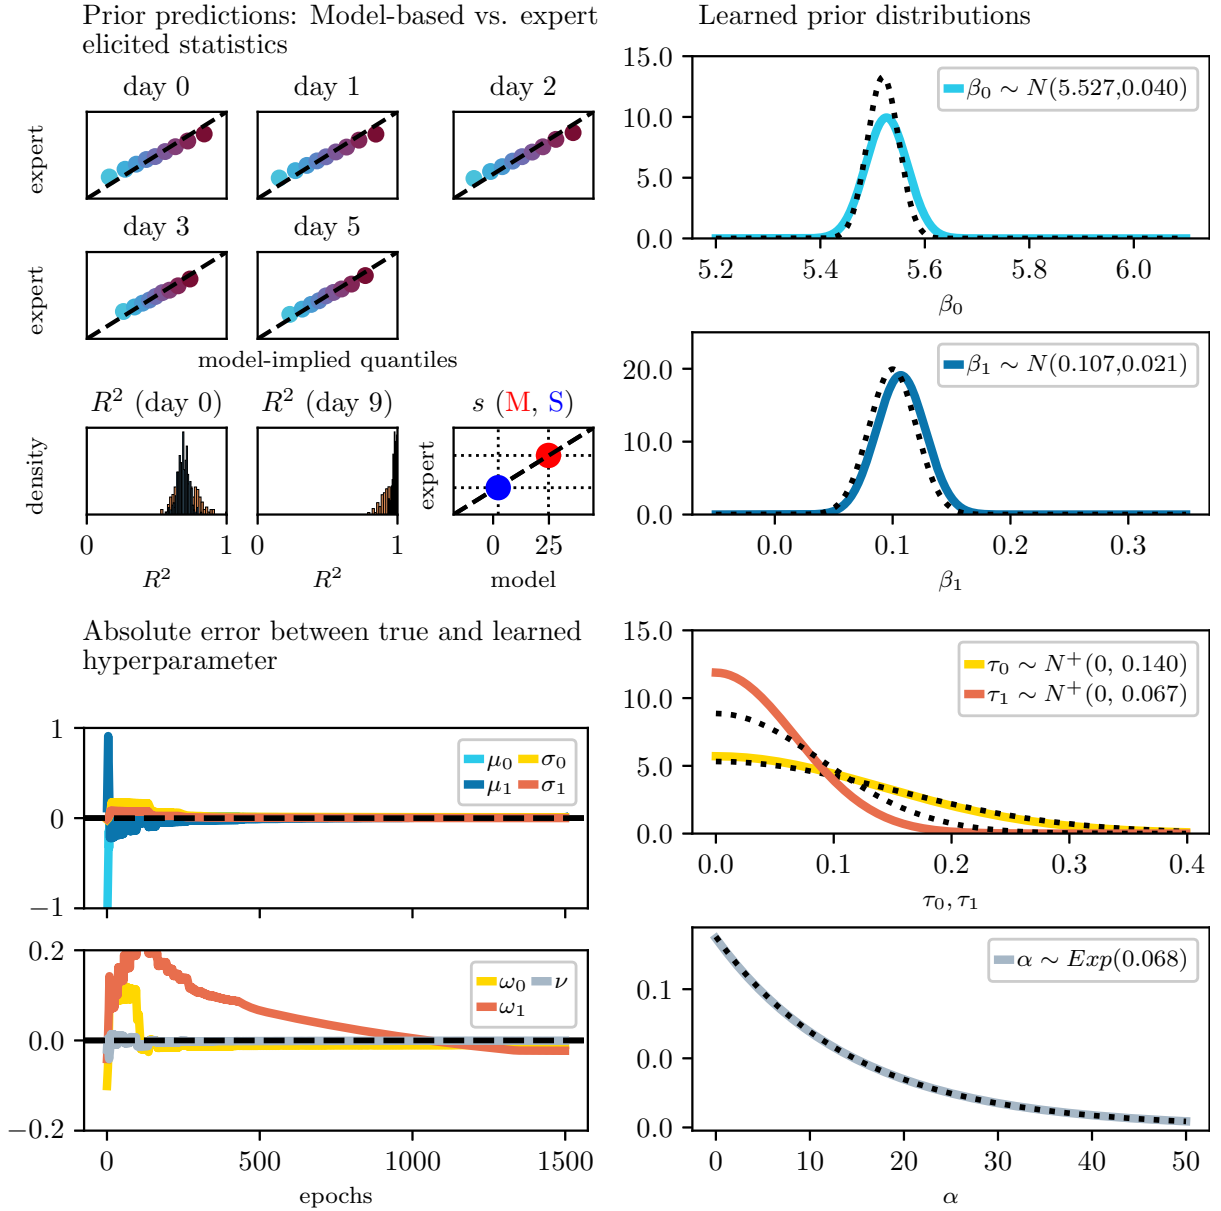 Prior predictions: Model-based vs. expert
elicited statistics
day 0
day 1
day 2
expert
day 3
day 5
expert
model-implied quantiles
R² (day 0)
R² (day 9)
s (M, S)
density
expert
0
1
0
1
0
25
R²
R²
model
Learned prior distributions
15.0
10.0
5.0
0.0
β₀ ∼ N(5.527,0.040)
5.2
5.4
5.6
5.8
6.0
β₀
20.0
10.0
0.0
β₁ ∼ N(0.107,0.021)
0.0
0.1
0.2
0.3
β₁
Absolute error between true and learned
hyperparameter
1
0
−1
μ₀
σ₀
μ₁
σ₁
0.2
0.0
−0.2
ω₀
ν
ω₁
0
500
1000
1500
epochs
15.0
10.0
5.0
0.0
τ₀ ∼ N⁺(0, 0.140)
τ₁ ∼ N⁺(0, 0.067)
0.0
0.1
0.2
0.3
0.4
τ₀, τ₁
0.1
0.0
0.0
α ∼ Exp(0.068)
0
10
20
30
40
50
α